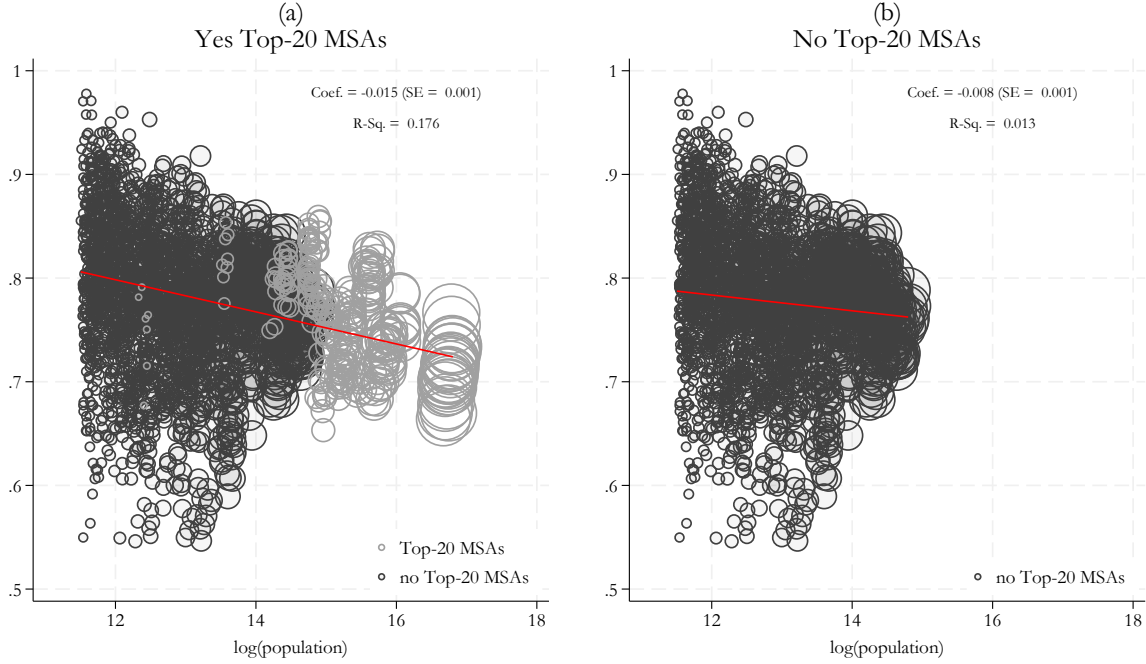 (a)
Yes Top-20 MSAs
Coef. = -0.015 (SE = 0.001)
R-Sq. = 0.176
1
.9
.8
.7
.6
.5
Top-20 MSAs
no Top-20 MSAs
12 14 16 18
log(population)
(b)
No Top-20 MSAs
Coef. = -0.008 (SE = 0.001)
R-Sq. = 0.013
1
.9
.8
.7
.6
.5
no Top-20 MSAs
12 14 16 18
log(population)